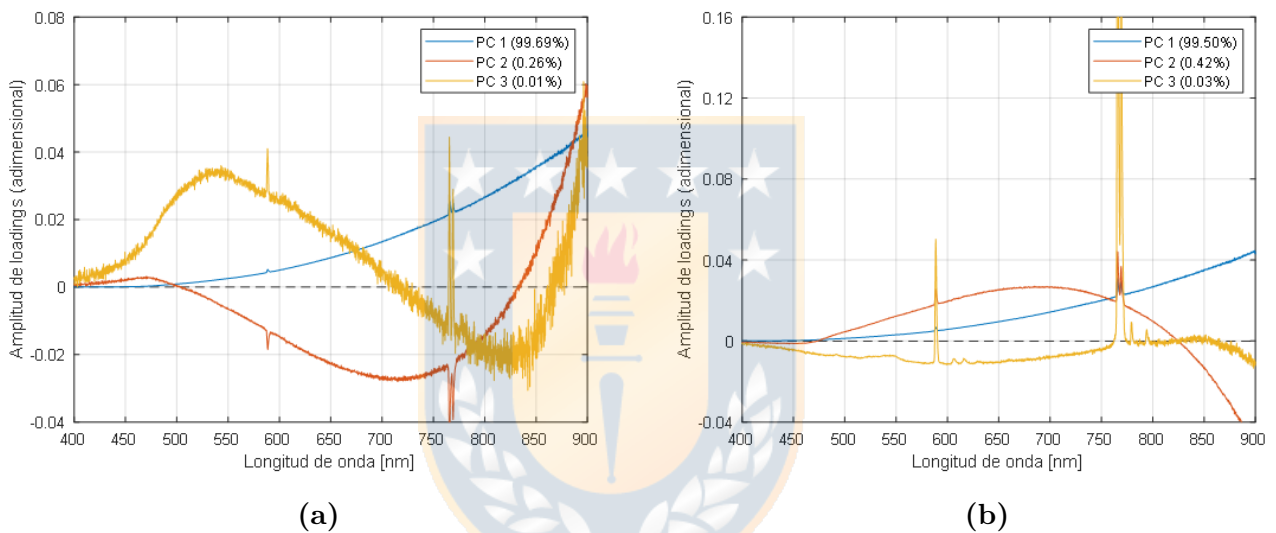 0.08
0.06
0.04
0.02
0
-0.02
-0.04
400 450 500 550 600 650 700 750 800 850 900
Amplitud de loadings (adimensional)
Longitud de onda [nm]
PC 1 (99.69%)
PC 2 (0.26%)
PC 3 (0.01%)
(a)
0.16
0.12
0.08
0.04
0
-0.04
400 450 500 550 600 650 700 750 800 850 900
Amplitud de loadings (adimensional)
Longitud de onda [nm]
PC 1 (99.50%)
PC 2 (0.42%)
PC 3 (0.03%)
(b)